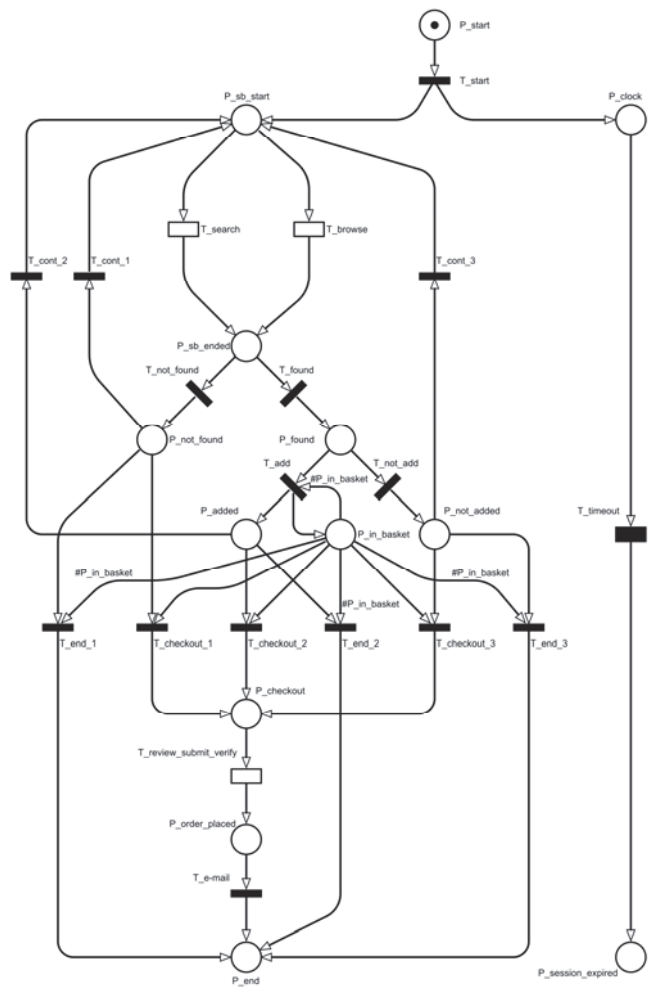 P_start
T_start
P_sb_start
P_clock
T_search
T_browse
T_cont_2
T_cont_1
T_cont_3
P_sb_ended
T_not_found
T_found
P_not_found
P_found
T_add
T_not_add
#P_in_basket
P_added
P_in_basket
P_not_added
T_timeout
#P_in_basket
#P_in_basket
#P_in_basket
T_end_1
T_checkout_1
T_checkout_2
T_end_2
T_checkout_3
T_end_3
P_checkout
T_review_submit_verify
P_order_placed
T_e-mail
P_end
P_session_expired